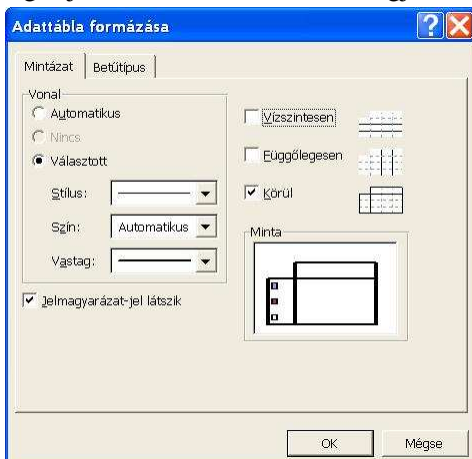 Adattábla formázása
Mintázat
Betűtípus
Vonal
Automatikus
Nincs
Választott
Stílus:
Szín:
Automatikus
Vastag:
Jelmagyarázat-jel látszik
Vízszintesen
Függőlegesen
Körül
Minta
OK
Mégse